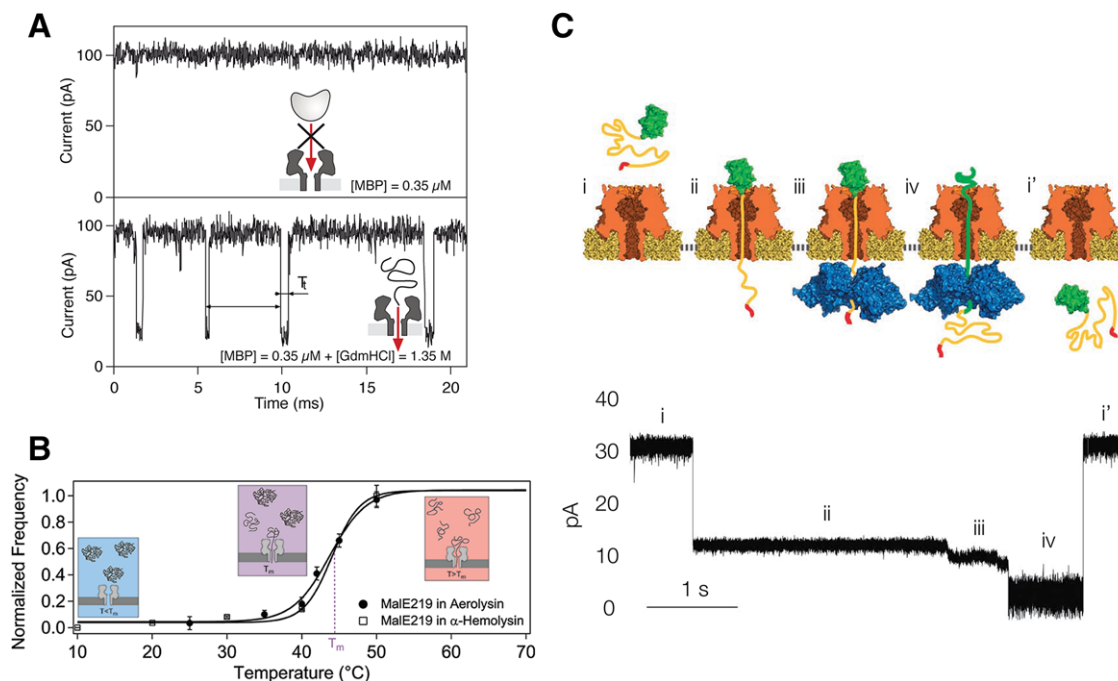 A
Current (pA)
100
50
0
[MBP] = 0.35 µM
Current (pA)
100
50
0
Tt
[MBP] = 0.35 µM + [GdmHCl] = 1.35 M
0 5 10 15 20
Time (ms)
B
Normalized Frequency
1.0
0.8
0.6
0.4
0.2
0.0
T<Tm
Tm
T>Tm
MalE219 in Aerolysin
MalE219 in α-Hemolysin
Tm
10 20 30 40 50 60 70
Temperature (°C)
C
i ii iii iv i'
pA
40
30
20
10
0
i ii iii iv i'
1 s